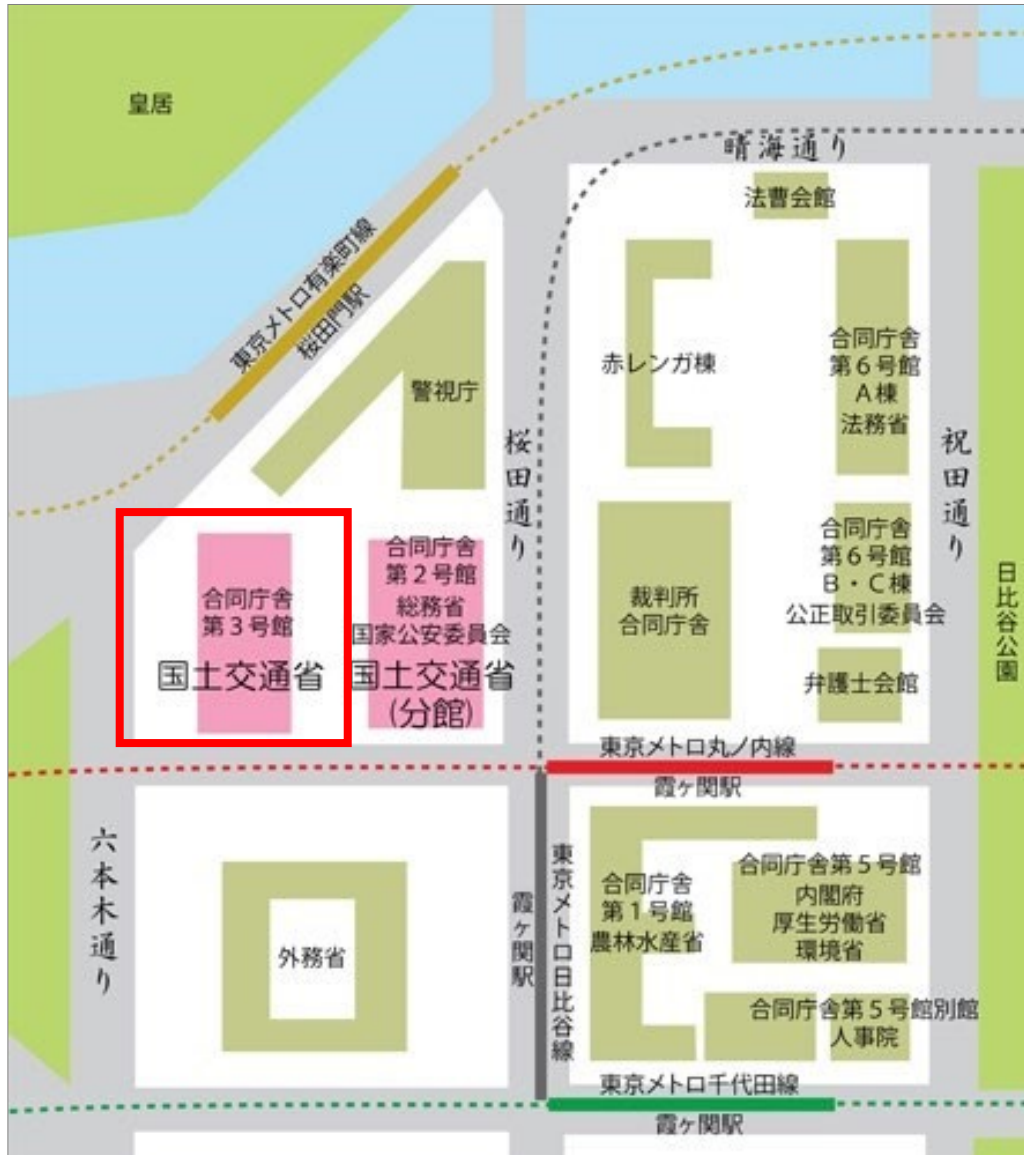 皇居
晴海通り
法曹会館
東京メトロ有楽町線
桜田門駅
警視庁
赤レンガ棟
合同庁舎
第6号館
A棟
法務省
桜田通り
祝田通り
合同庁舎
第3号館
国土交通省
合同庁舎
第2号館
総務省
国家公安委員会
国土交通省
(分館)
裁判所
合同庁舎
合同庁舎
第6号館
B・C棟
公正取引委員会
弁護士会館
日比谷公園
東京メトロ丸ノ内線
霞ヶ関駅
六本木通り
外務省
霞ヶ関駅
東京メトロ日比谷線
合同庁舎
第1号館
農林水産省
合同庁舎第5号館
内閣府
厚生労働省
環境省
合同庁舎第5号館別館
人事院
東京メトロ千代田線
霞ヶ関駅